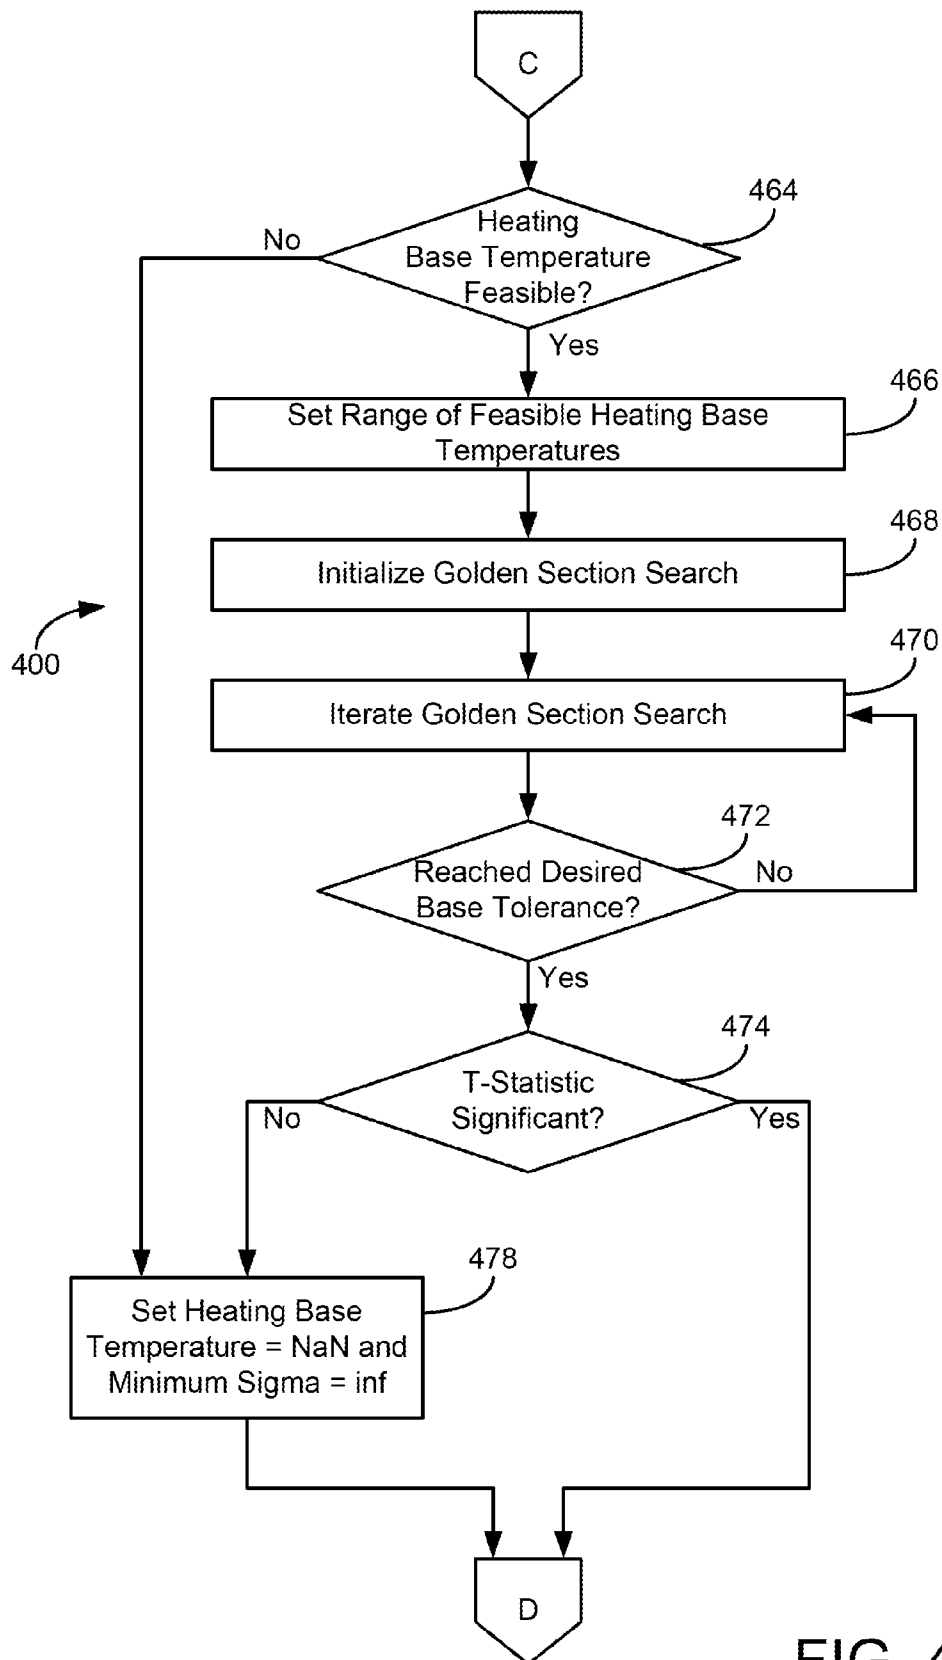 C
464
Heating
Base Temperature
Feasible?
No
Yes
466
Set Range of Feasible Heating Base
Temperatures
468
Initialize Golden Section Search
400
470
Iterate Golden Section Search
472
Reached Desired
Base Tolerance?
No
Yes
474
T-Statistic
Significant?
No
Yes
478
Set Heating Base
Temperature = NaN and
Minimum Sigma = inf
D
FIG.